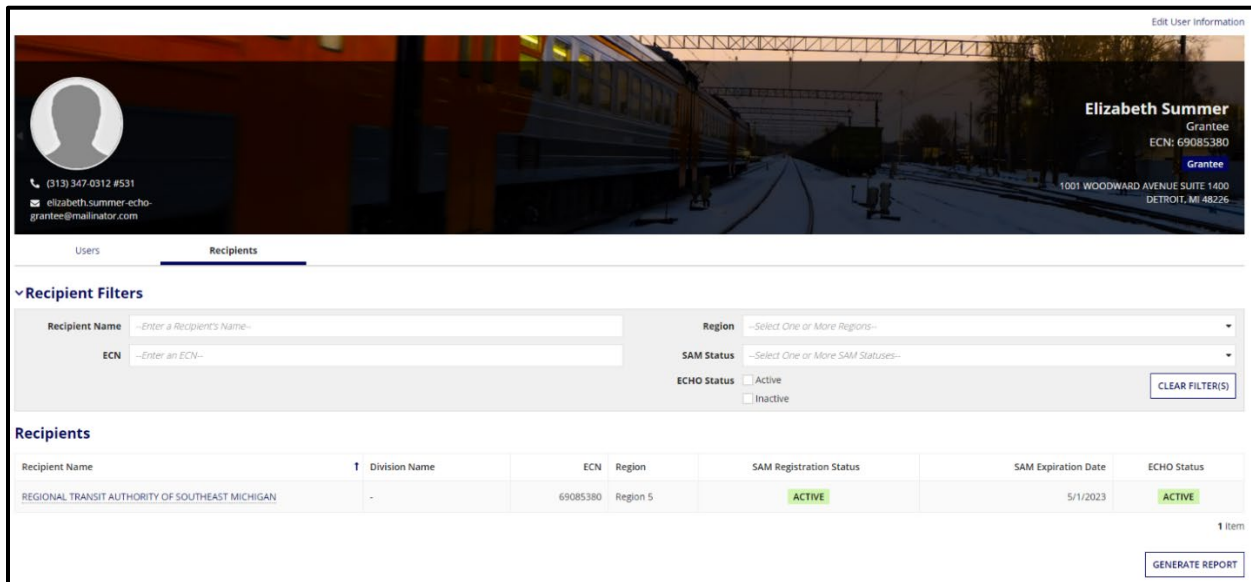 Edit User Information
Elizabeth Summer
Grantee
ECN: 69085380
Grantee
1001 WOODWARD AVENUE SUITE 1400
DETROIT, MI 48226
(313) 347-0312 #531
elizabeth.summer-echo-
grantee@mailinator.com
Users Recipients
Recipient Filters
Recipient Name --Enter a Recipient's Name-- Region --Select One or More Regions--
ECN --Enter an ECN-- SAM Status --Select One or More SAM Statuses--
ECHO Status Active
Inactive
CLEAR FILTER(S)
Recipients
Recipient Name ↑ Division Name ECN Region SAM Registration Status SAM Expiration Date ECHO Status
REGIONAL TRANSIT AUTHORITY OF SOUTHEAST MICHIGAN - 69085380 Region 5 ACTIVE 5/1/2023 ACTIVE
1 item
GENERATE REPORT